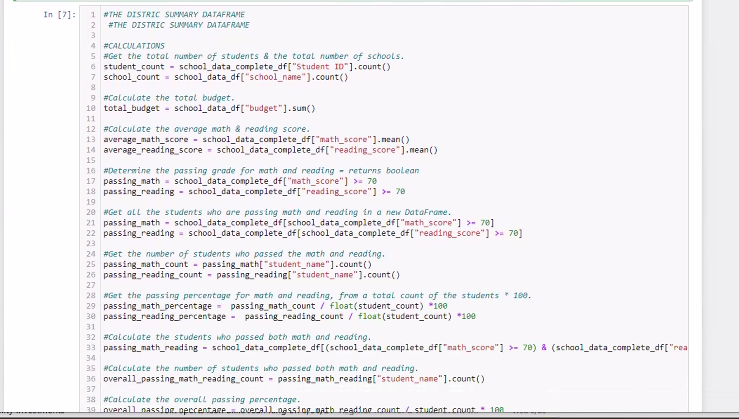 In [7]:
1 #THE DISTRIC SUMMARY DATAFRAME
2 #THE DISTRIC SUMMARY DATAFRAME
3
4 #CALCULATIONS
5 #Get the total number of students & the total number of schools.
6 student_count = school_data_complete_df["Student ID"].count()
7 school_count = school_data_df["school_name"].count()
8
9 #Calculate the total budget.
10 total_budget = school_data_df["budget"].sum()
11
12 #Calculate the average math & reading score.
13 average_math_score = school_data_complete_df["math_score"].mean()
14 average_reading_score = school_data_complete_df["reading_score"].mean()
15
16 #Determine the passing grade for math and reading = returns boolean
17 passing_math = school_data_complete_df["math_score"] >= 70
18 passing_reading = school_data_complete_df["reading_score"] >= 70
19
20 #Get all the students who are passing math and reading in a new DataFrame.
21 passing_math = school_data_complete_df[school_data_complete_df["math_score"] >= 70]
22 passing_reading = school_data_complete_df[school_data_complete_df["reading_score"] >= 70]
23
24 #Get the number of students who passed the math and reading.
25 passing_math_count = passing_math["student_name"].count()
26 passing_reading_count = passing_reading["student_name"].count()
27
28 #Get the passing percentage for math and reading, from a total count of the students * 100.
29 passing_math_percentage = passing_math_count / float(student_count) *100
30 passing_reading_percentage = passing_reading_count / float(student_count) *100
31
32 #Calculate the students who passed both math and reading.
33 passing_math_reading = school_data_complete_df[(school_data_complete_df["math_score"] >= 70) & (school_data_complete_df["rea
34
35 #Calculate the number of students who passed both math and reading.
36 overall_passing_math_reading_count = passing_math_reading["student_name"].count()
37
38 #Calculate the overall passing percentage.
39 overall_passing_percentage = overall_passing_math_reading_count / student_count * 100